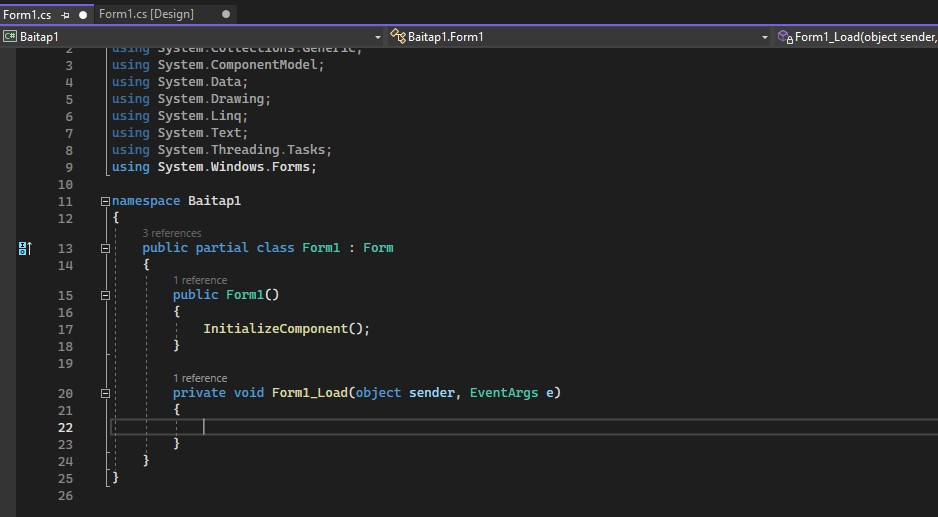 Form1.cs
Form1.cs [Design]
C# Baitap1
Baitap1.Form1
Form1_Load(object sender,
2 using System.Collections.Generic;
3 using System.ComponentModel;
4 using System.Data;
5 using System.Drawing;
6 using System.Linq;
7 using System.Text;
8 using System.Threading.Tasks;
9 using System.Windows.Forms;
10
11 namespace Baitap1
12 {
3 references
13 public partial class Form1 : Form
14 {
1 reference
15 public Form1()
16 {
17 InitializeComponent();
18 }
19
1 reference
20 private void Form1_Load(object sender, EventArgs e)
21 {
22
23 }
24 }
25 }
26